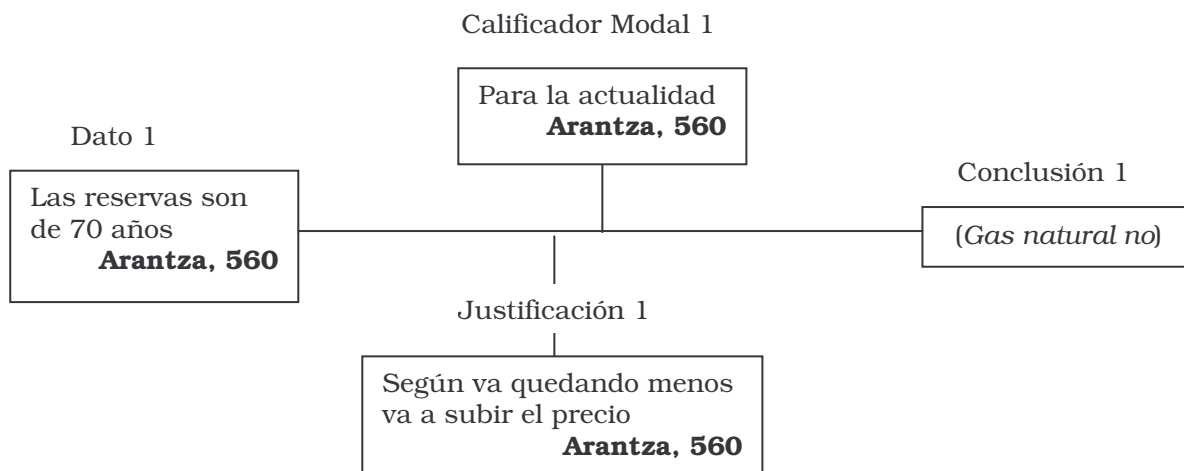 Calificador Modal 1
Para la actualidad
Arantza, 560
Dato 1
Las reservas son
de 70 años
Arantza, 560
Conclusión 1
(Gas natural no)
Justificación 1
Según va quedando menos
va a subir el precio
Arantza, 560